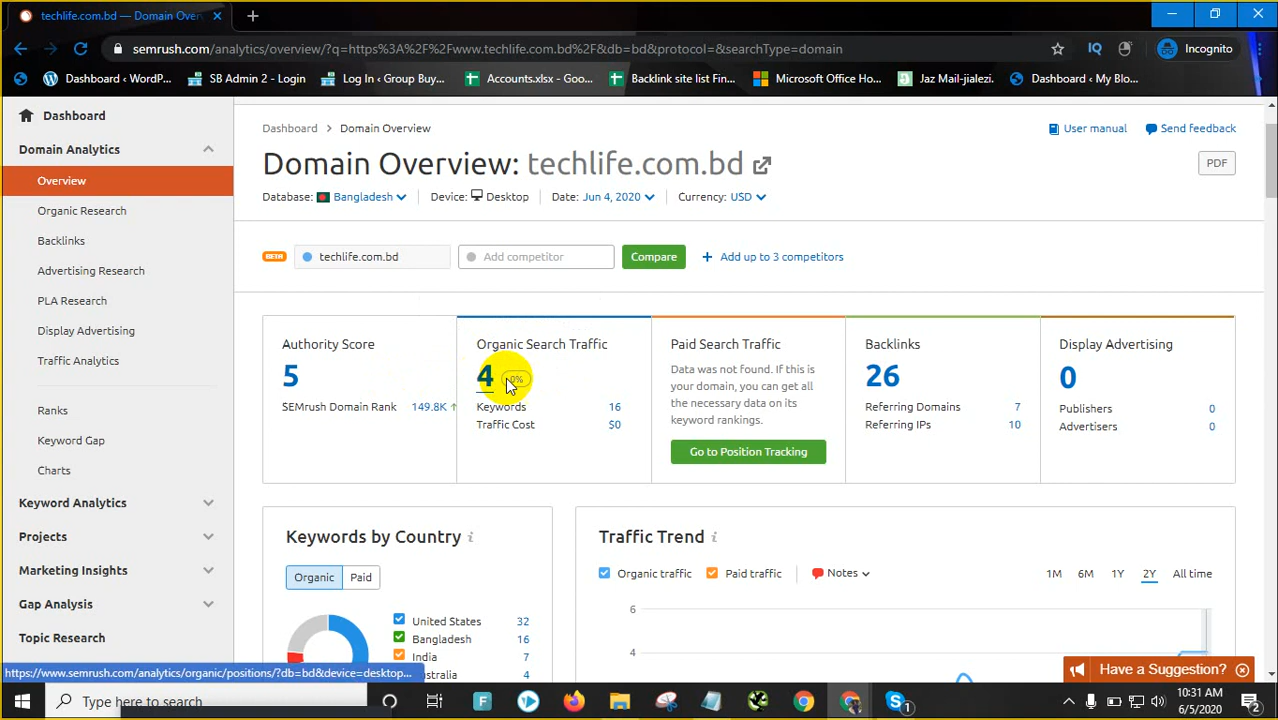 techlife.com.bd — Domain Over
semrush.com/analytics/overview/?q=https%3A%2F%2Fwww.techlife.com.bd%2F&db=bd&protocol=&searchType=domain
IQ
Incognito
Dashboard ‹ WordP...
SB Admin 2 - Login
Log In ‹ Group Buy...
Accounts.xlsx - Goo...
Backlink site list Fin...
Microsoft Office Ho...
Jaz Mail-jialezi.
Dashboard ‹ My Blo...
Dashboard
Domain Analytics
Overview
Organic Research
Backlinks
Advertising Research
PLA Research
Display Advertising
Traffic Analytics
Ranks
Keyword Gap
Charts
Keyword Analytics
Projects
Marketing Insights
Gap Analysis
Topic Research
Dashboard > Domain Overview
User manual
Send feedback
Domain Overview: techlife.com.bd
PDF
Database: Bangladesh
Device: Desktop
Date: Jun 4, 2020
Currency: USD
BETA
techlife.com.bd
Add competitor
Compare
+ Add up to 3 competitors
Authority Score
5
SEMrush Domain Rank 149.8K ↑
Organic Search Traffic
4 0%
Keywords 16
Traffic Cost $0
Paid Search Traffic
Data was not found. If this
is your domain, you can get all
the necessary data on its
keyword rankings.
Go to Position Tracking
Backlinks
26
Referring Domains 7
Referring IPs 10
Display Advertising
0
Publishers 0
Advertisers 0
Keywords by Country i
Organic Paid
United States 32
Bangladesh 16
India 7
ustralia 4
Traffic Trend i
Organic traffic
Paid traffic
Notes
1M 6M 1Y 2Y All time
6
4
https://www.semrush.com/analytics/organic/positions/?db=bd&device=desktop...
Have a Suggestion?
Type here to search
F
S 1
10:31 AM
6/5/2020
2